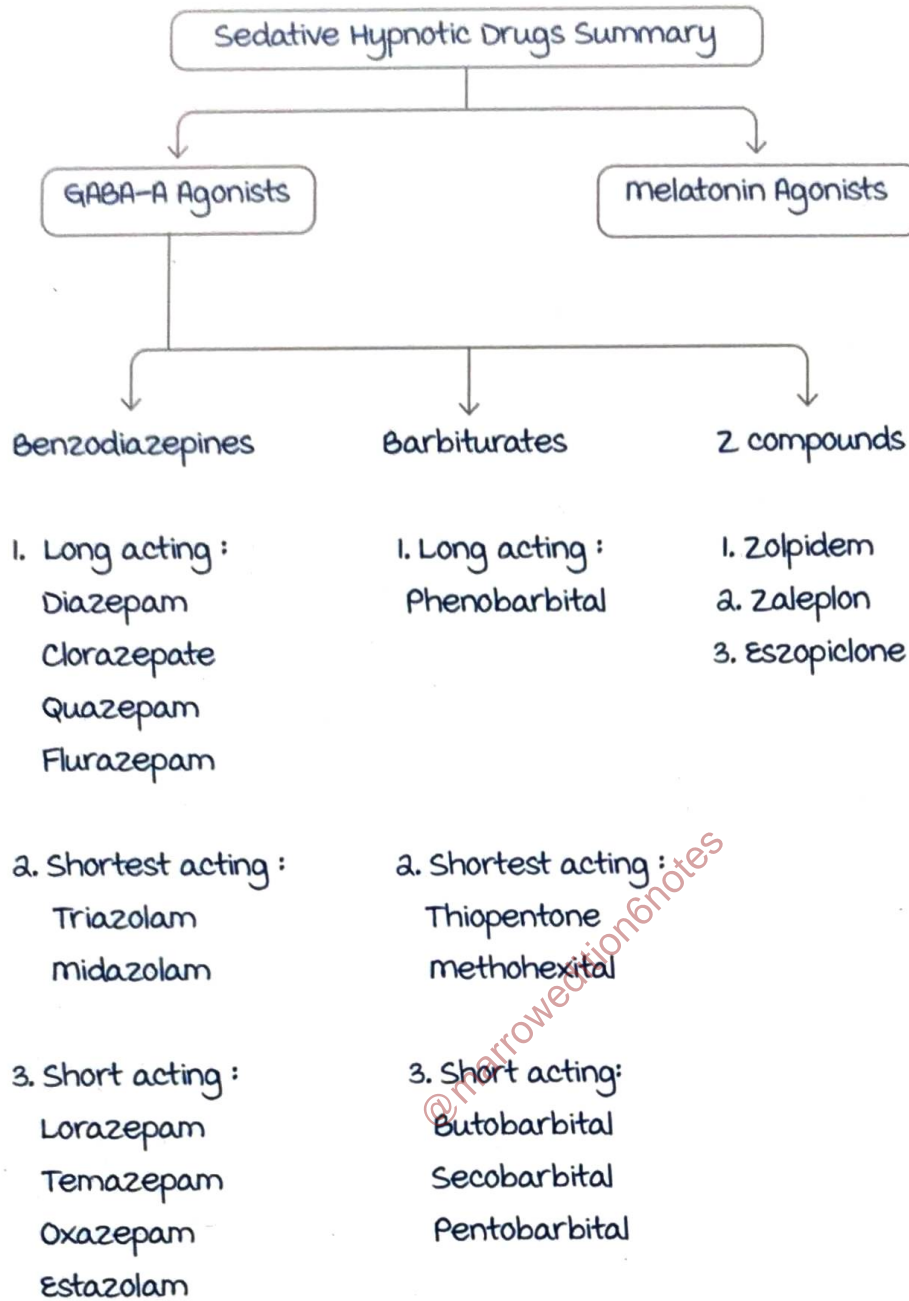 Sedative Hypnotic Drugs Summary
GABA-A Agonists
melatonin Agonists
Benzodiazepines
1. Long acting :
Diazepam
Clorazepate
Quazepam
Flurazepam
2. Shortest acting :
Triazolam
midazolam
3. Short acting :
Lorazepam
Temazepam
Oxazepam
Estazolam
Barbiturates
1. Long acting :
Phenobarbital
2. Shortest acting :
Thiopentone
methohexital
3. Short acting:
Butobarbital
Secobarbital
Pentobarbital
Z compounds
1. Zolpidem
2. Zaleplon
3. Eszopiclone
@marrowedition6notes